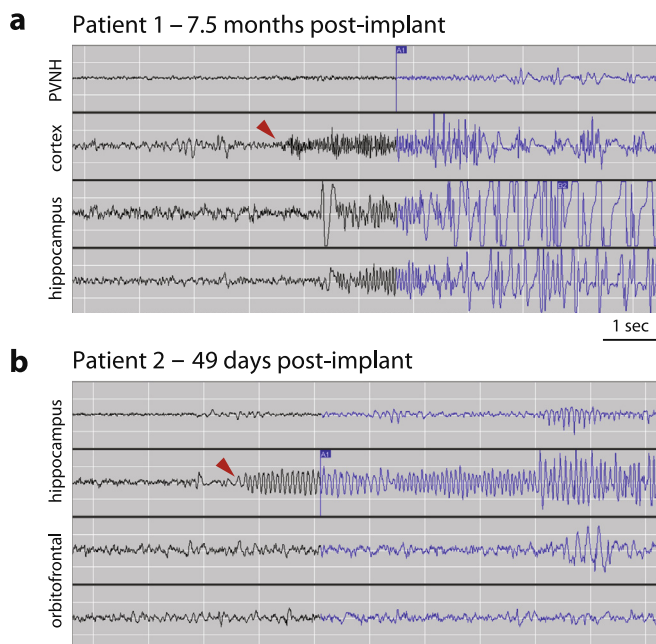 a Patient 1 – 7.5 months post-implant
PVNH
A1
cortex
hippocampus
B2
1 sec
b Patient 2 – 49 days post-implant
hippocampus
A1
orbitofrontal